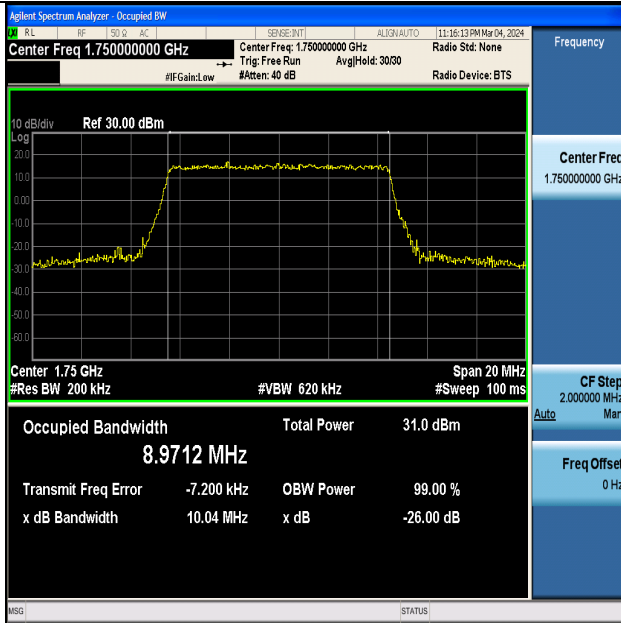 Agilent Spectrum Analyzer - Occupied BW
RL RF 50 Ω AC SENSE:INT ALIGN AUTO 11:16:13 PM Mar 04, 2024
Center Freq 1.750000000 GHz
Center Freq: 1.750000000 GHz
Radio Std: None
Trig: Free Run Avg|Hold: 30/30
#IFGain:Low
#Atten: 40 dB
Radio Device: BTS
Frequency
10 dB/div Ref 30.00 dBm
Log
20.0
10.0
0.00
-10.0
-20.0
-30.0
-40.0
-50.0
-60.0
Center 1.75 GHz
Span 20 MHz
#Res BW 200 kHz
#VBW 620 kHz
#Sweep 100 ms
Occupied Bandwidth
Total Power 31.0 dBm
8.9712 MHz
Transmit Freq Error -7.200 kHz
OBW Power 99.00 %
x dB Bandwidth 10.04 MHz
x dB -26.00 dB
Center Freq
1.750000000 GHz
CF Step
2.000000 MHz
Auto Man
Freq Offset
0 Hz
MSG
STATUS